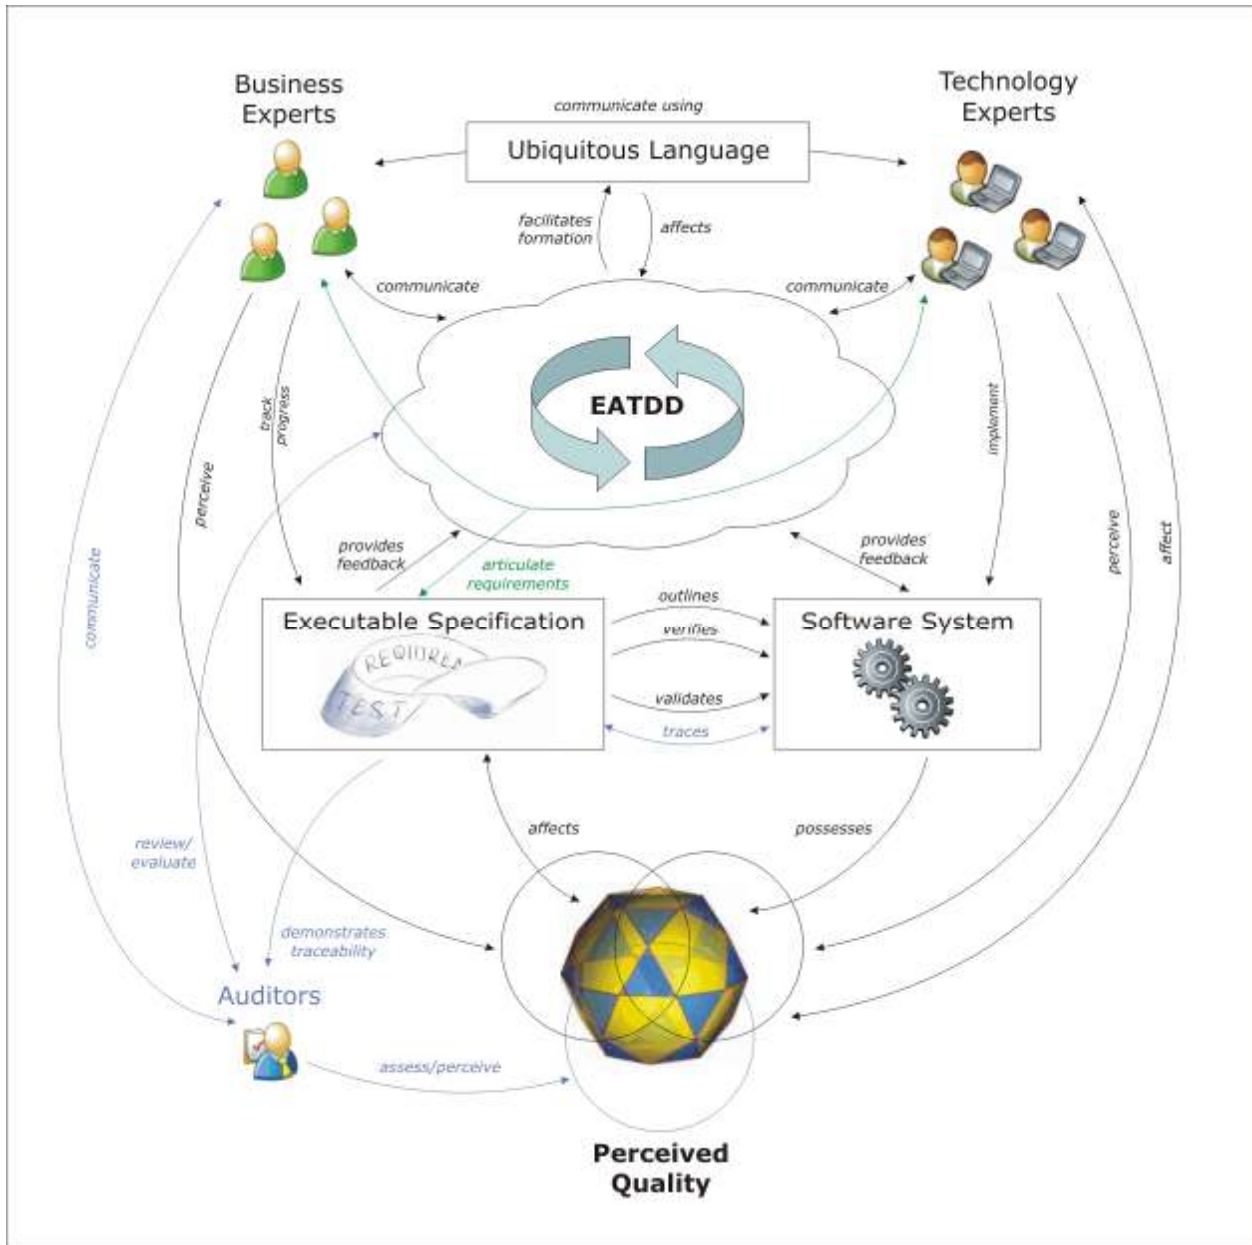 Business
Experts
Technology
Experts
communicate using
Ubiquitous Language
facilitates
formation
affects
communicate
communicate
EATDD
track
progress
implement
perceive
perceive
affect
communicate
provides
feedback
articulate
requirements
provides
feedback
Executable Specification
REQUIREM
TEST
outlines
verifies
validates
traces
Software System
affects
possesses
review/
evaluate
demonstrates
traceability
Auditors
assess/perceive
Perceived
Quality